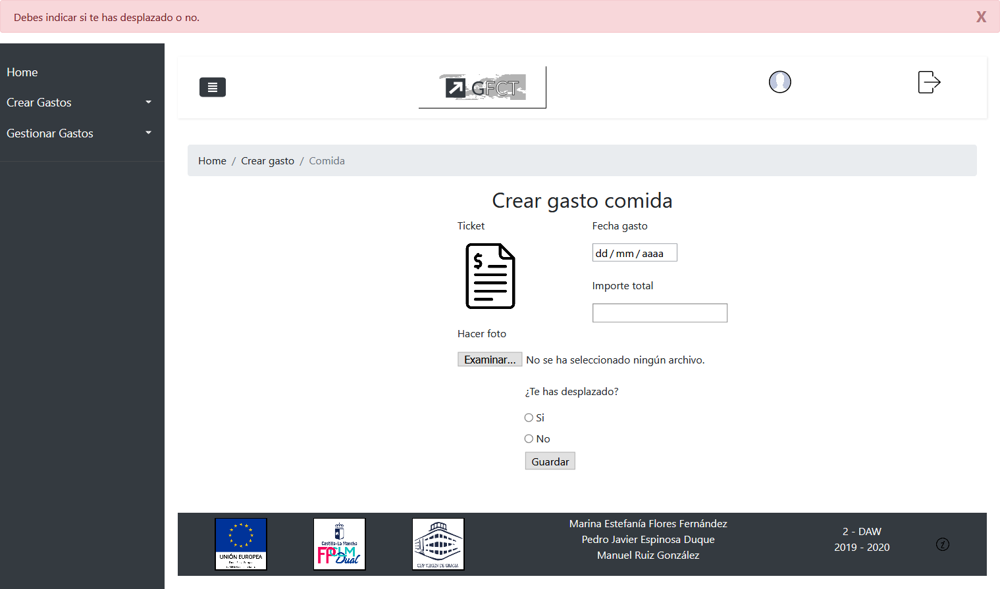 Debes indicar si te has desplazado o no.
X
Home
Crear Gastos
Gestionar Gastos
GFCT
Home / Crear gasto / Comida
Crear gasto comida
Ticket
Fecha gasto
$
dd / mm / aaaa
Importe total
Hacer foto
Examinar... No se ha seleccionado ningún archivo.
¿Te has desplazado?
Si
No
Guardar
UNIÓN EUROPEA
Castilla-La Mancha
FPCLM
Dual
CIFP VIRGEN DE GRACIA
Marina Estefanía Flores Fernández
Pedro Javier Espinosa Duque
Manuel Ruiz González
2 - DAW
2019 - 2020